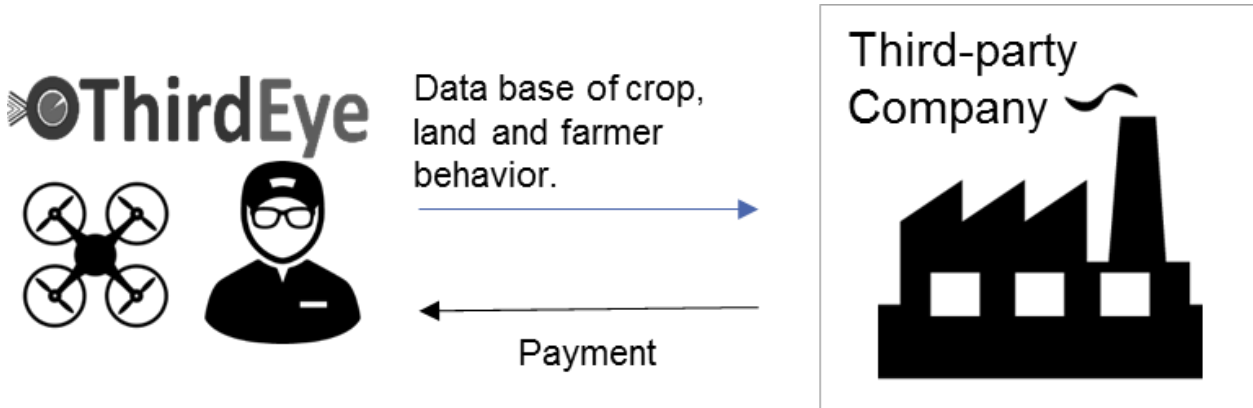 ThirdEye
Data base of crop,
land and farmer
behavior.
Payment
Third-party
Company